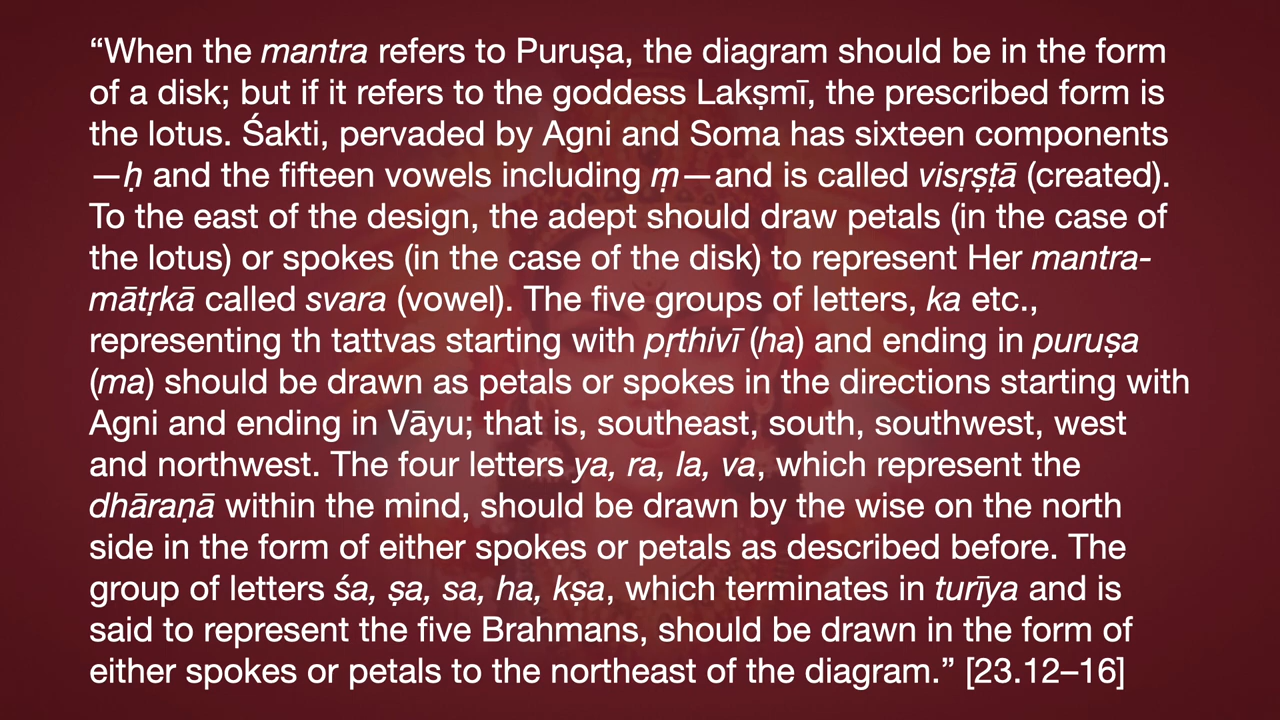 “When the mantra refers to Puruṣa, the diagram should be in the form
of a disk; but if it refers to the goddess Lakṣmī, the prescribed form is
the lotus. Śakti, pervaded by Agni and Soma has sixteen components
—ḥ and the fifteen vowels including ṃ—and is called visṛṣṭā (created).
To the east of the design, the adept should draw petals (in the case of
the lotus) or spokes (in the case of the disk) to represent Her mantra-
mātṛkā called svara (vowel). The five groups of letters, ka etc.,
representing th tattvas starting with pṛthivī (ha) and ending in puruṣa
(ma) should be drawn as petals or spokes in the directions starting with
Agni and ending in Vāyu; that is, southeast, south, southwest, west
and northwest. The four letters ya, ra, la, va, which represent the
dhāraṇā within the mind, should be drawn by the wise on the north
side in the form of either spokes or petals as described before. The
group of letters śa, ṣa, sa, ha, kṣa, which terminates in turīya and is
said to represent the five Brahmans, should be drawn in the form of
either spokes or petals to the northeast of the diagram.” [23.12–16]